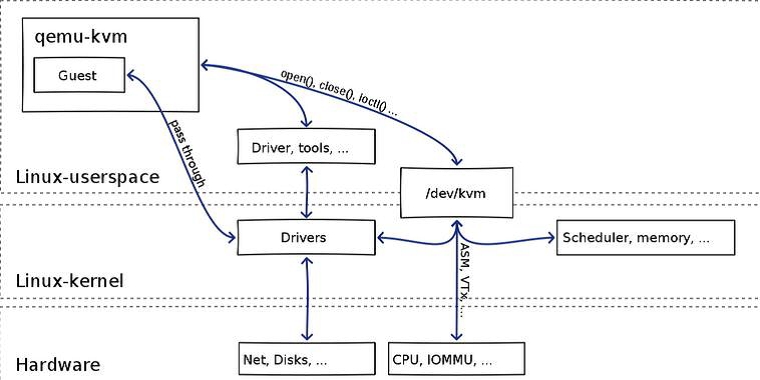 qemu-kvm
Guest
open(), close(), ioctl() ...
pass through
Driver, tools, ...
Linux-userspace
/dev/kvm
Drivers
Scheduler, memory, ...
ASM, VTx, ...
Linux-kernel
Net, Disks, ...
CPU, IOMMU, ...
Hardware